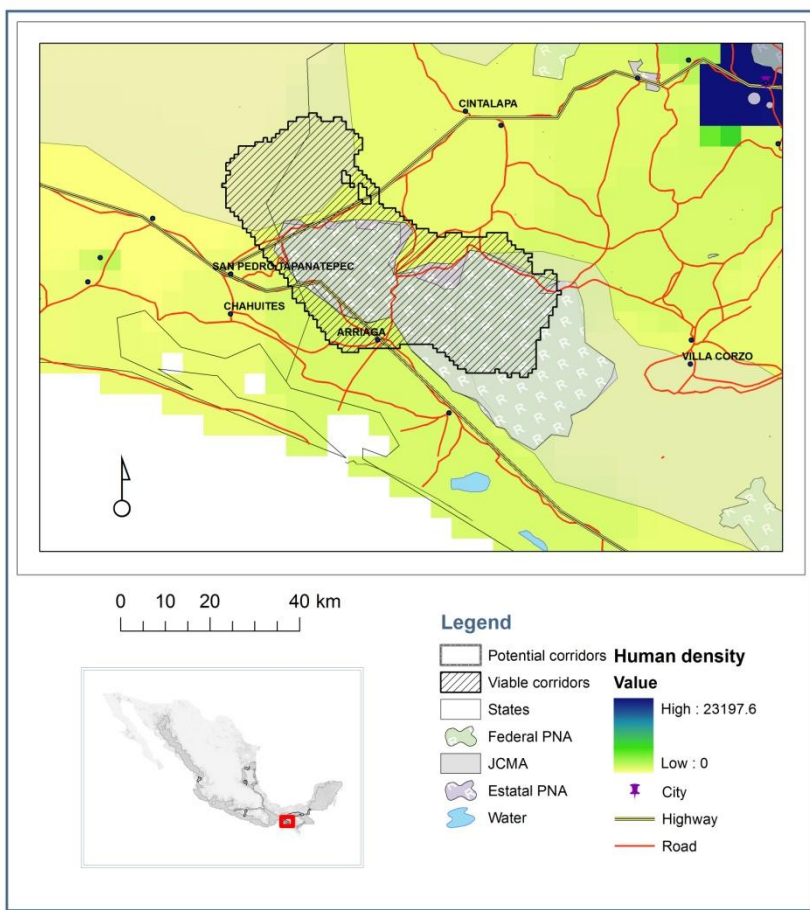 CINTALAPA
SAN PEDRO TAPANATEPEC
CHAHUITES
ARRIAGA
VILLA CORZO
0 10 20 40 km
Legend
Potential corridors
Viable corridors
States
Federal PNA
JCMA
Estatal PNA
Water
Human density
Value
High : 23197.6
Low : 0
City
Highway
Road